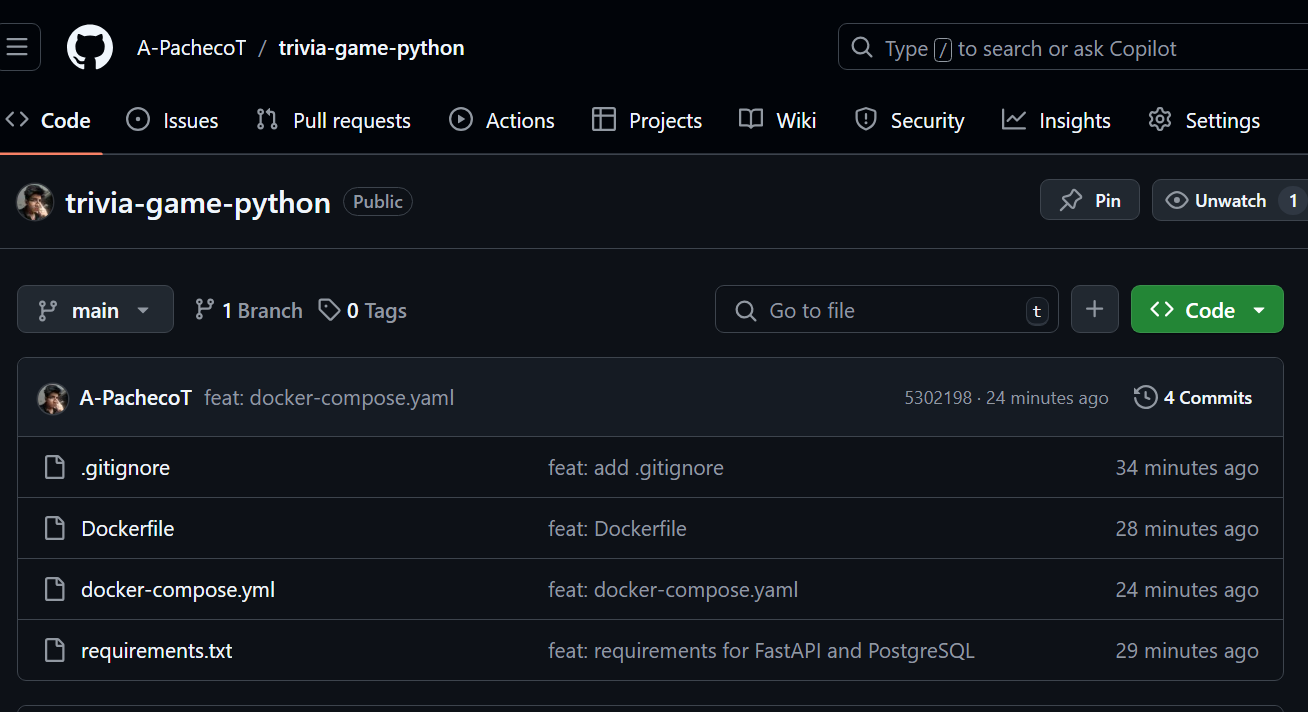 A-PachecoT / trivia-game-python
Type / to search or ask Copilot
Code Issues Pull requests Actions Projects Wiki Security Insights Settings
trivia-game-python Public
Pin
Unwatch 1
main
1 Branch
0 Tags
Go to file t
Code
A-PachecoT feat: docker-compose.yaml 5302198 · 24 minutes ago 4 Commits
.gitignore feat: add .gitignore 34 minutes ago
Dockerfile feat: Dockerfile 28 minutes ago
docker-compose.yml feat: docker-compose.yaml 24 minutes ago
requirements.txt feat: requirements for FastAPI and PostgreSQL 29 minutes ago